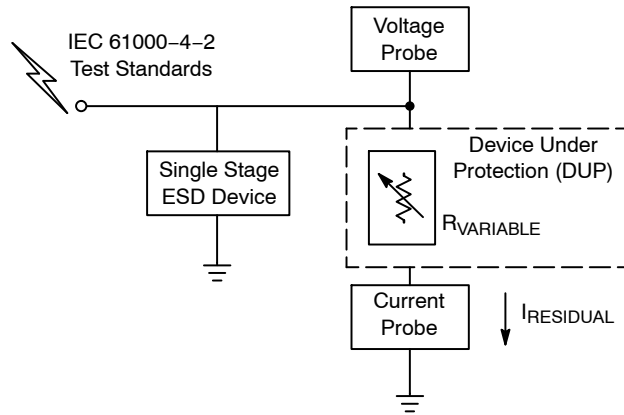 IEC 61000−4−2
Test Standards
Voltage
Probe
Single Stage
ESD Device
Device Under
Protection (DUP)
RVARIABLE
Current
Probe
IRESIDUAL